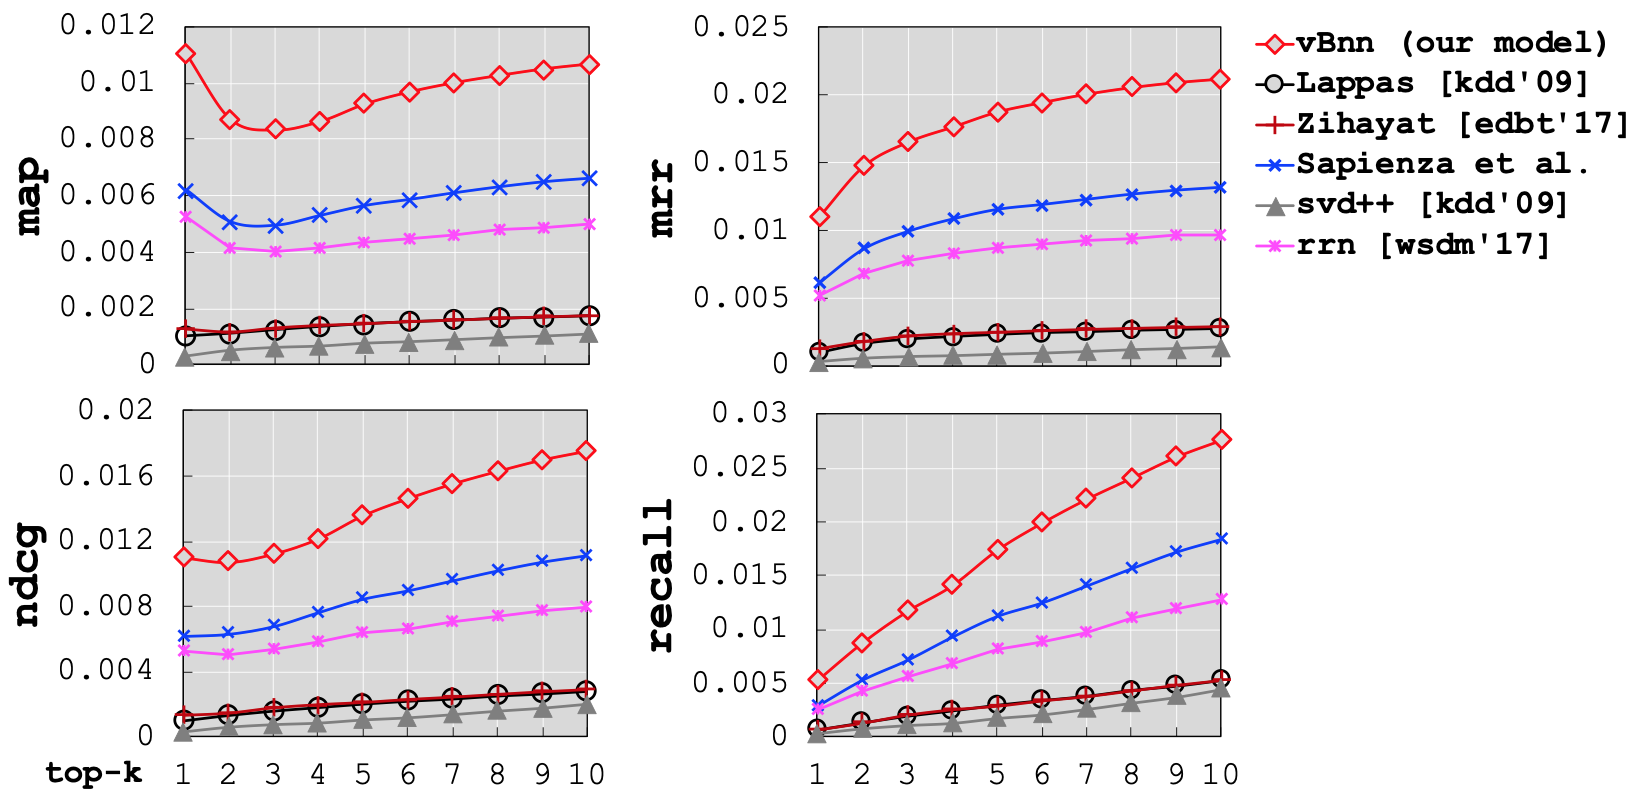 0.012
0.01
0.008
0.006
0.004
0.002
0
map
0.025
0.02
0.015
0.01
0.005
0
mrr
vBnn (our model)
Lappas [kdd'09]
Zihayat [edbt'17]
Sapienza et al.
svd++ [kdd'09]
rrn [wsdm'17]
0.02
0.016
0.012
0.008
0.004
0
ndcg
top-k 1 2 3 4 5 6 7 8 9 10
0.03
0.025
0.02
0.015
0.01
0.005
0
recall
1 2 3 4 5 6 7 8 9 10